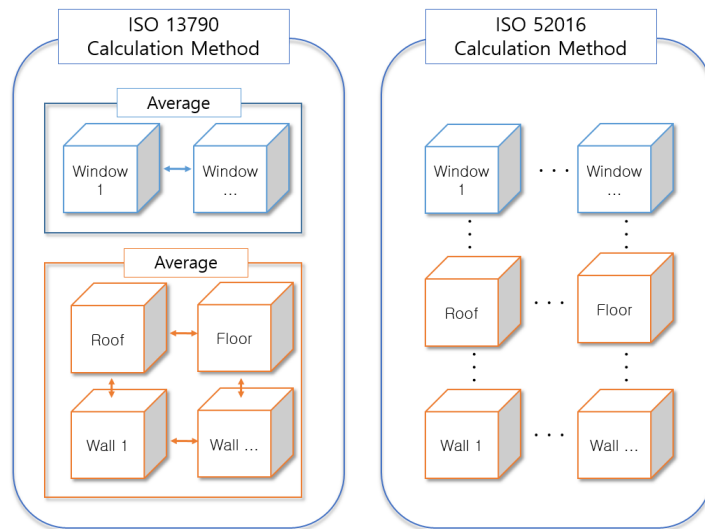 ISO 13790
Calculation Method
Average
Window
1
Window
...
Average
Roof
Floor
Wall 1
Wall ...
ISO 52016
Calculation Method
Window
1
. . .
Window
...
Roof
. . .
Floor
Wall 1
. . .
Wall ...